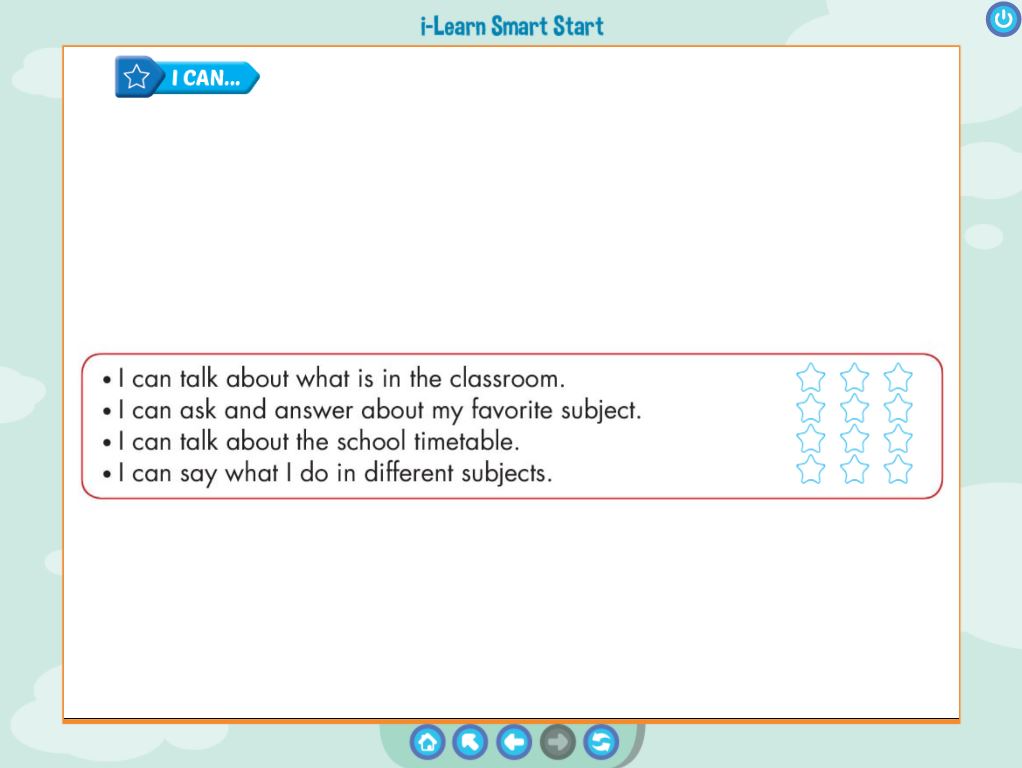 i-Learn Smart Start
I CAN...
• I can talk about what is in the classroom.
• I can ask and answer about my favorite subject.
• I can talk about the school timetable.
• I can say what I do in different subjects.